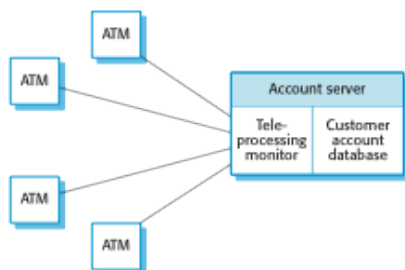 ATM
ATM
Account server
Tele-
processing
monitor
Customer
account
database
ATM
ATM